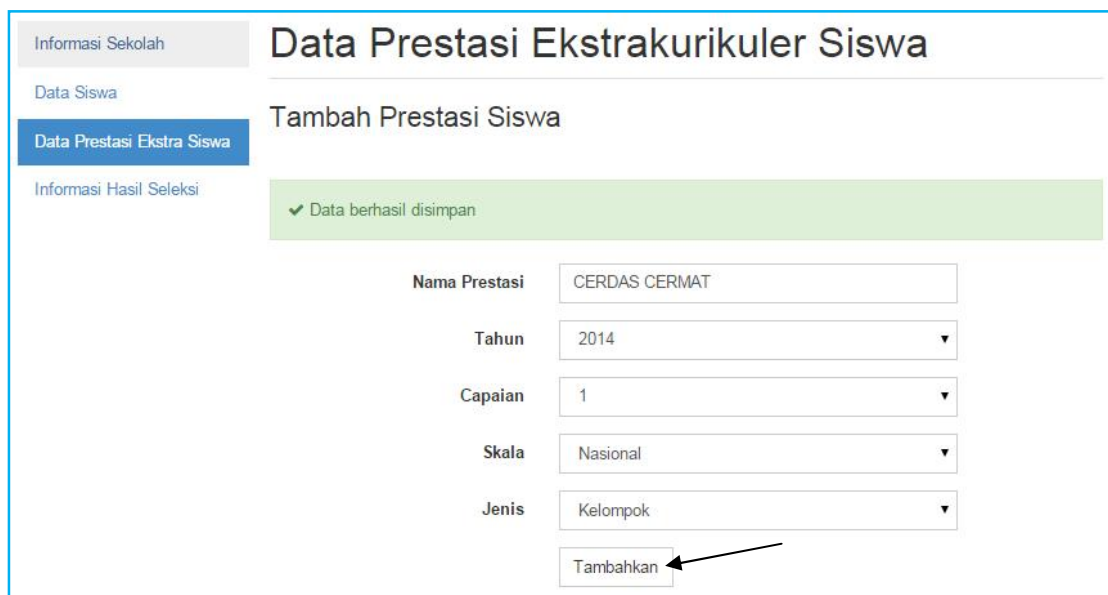 Informasi Sekolah
Data Siswa
Data Prestasi Ekstra Siswa
Informasi Hasil Seleksi
Data Prestasi Ekstrakurikuler Siswa
Tambah Prestasi Siswa
✔ Data berhasil disimpan
Nama Prestasi CERDAS CERMAT
Tahun 2014
Capaian 1
Skala Nasional
Jenis Kelompok
Tambahkan